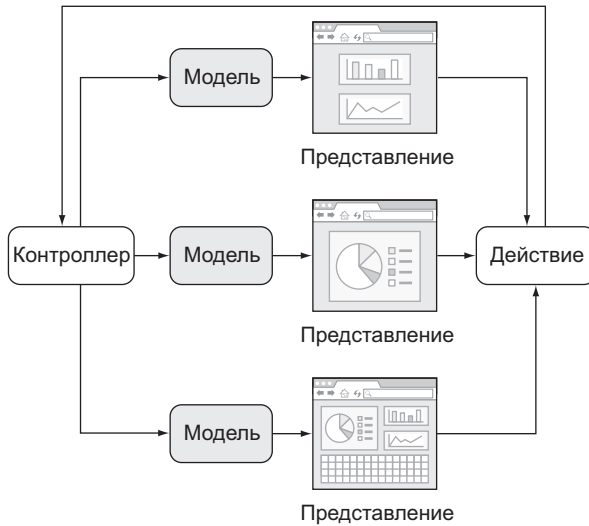 Модель
Представление
Контроллер
Модель
Действие
Представление
Модель
Представление